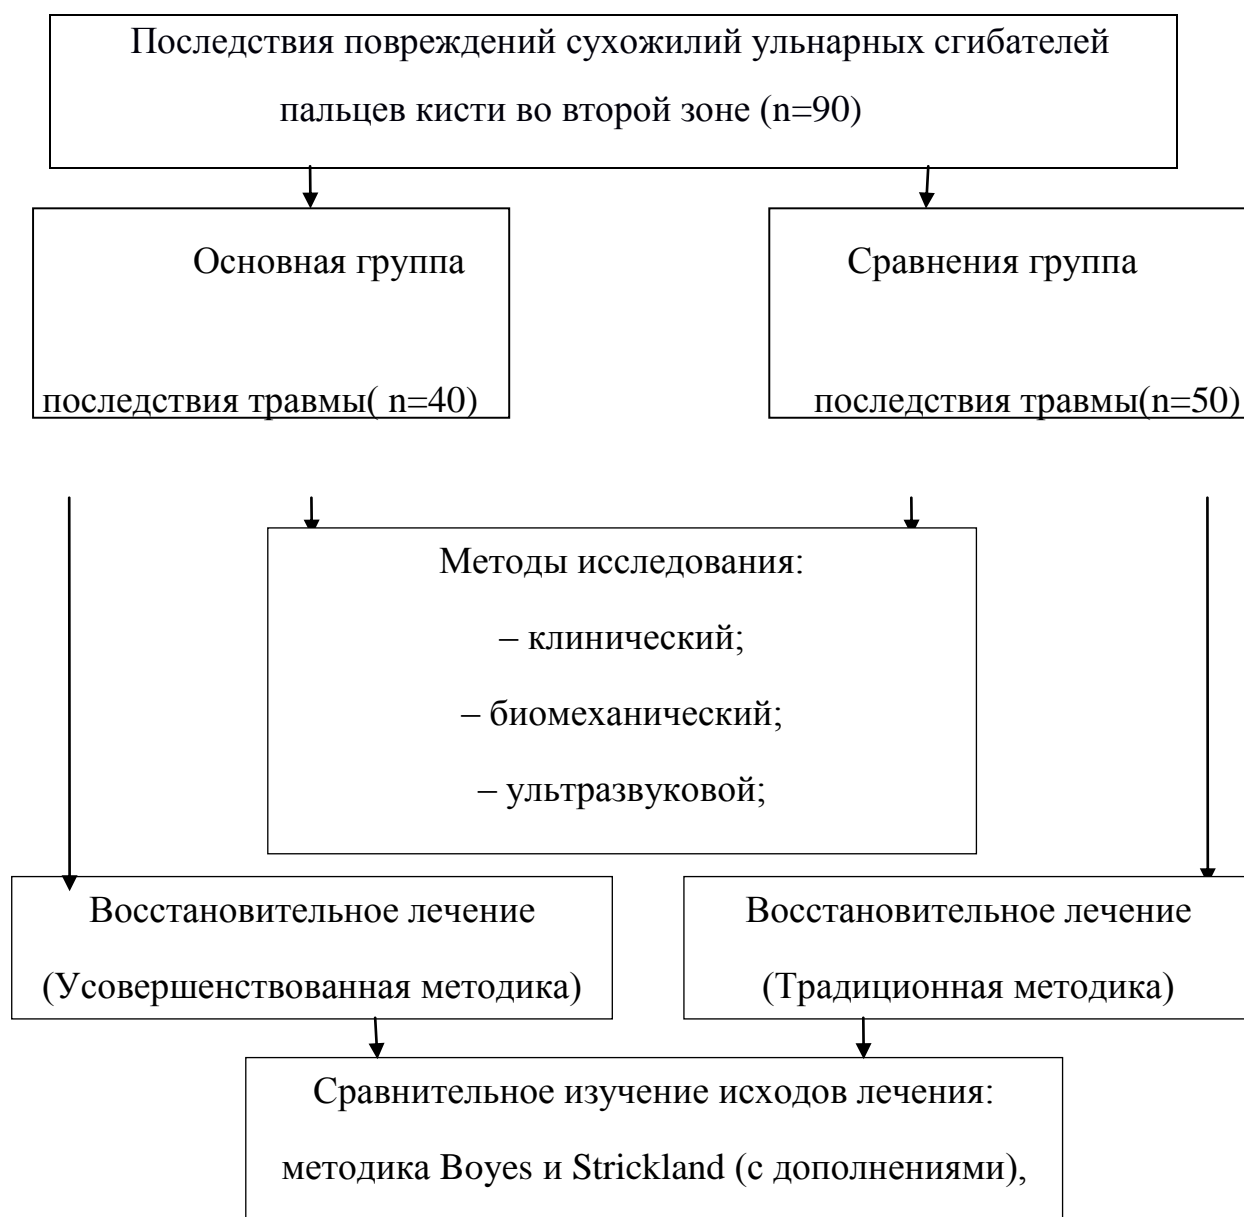 Последствия повреждений сухожилий ульнарных сгибателей
пальцев кисти во второй зоне (n=90)
Основная группа
последствия травмы( n=40)
Сравнения группа
последствия травмы(n=50)
Методы исследования:
– клинический;
– биомеханический;
– ультразвуковой;
Восстановительное лечение
(Усовершенствованная методика)
Восстановительное лечение
(Традиционная методика)
Сравнительное изучение исходов лечения:
методика Boyes и Strickland (с дополнениями),